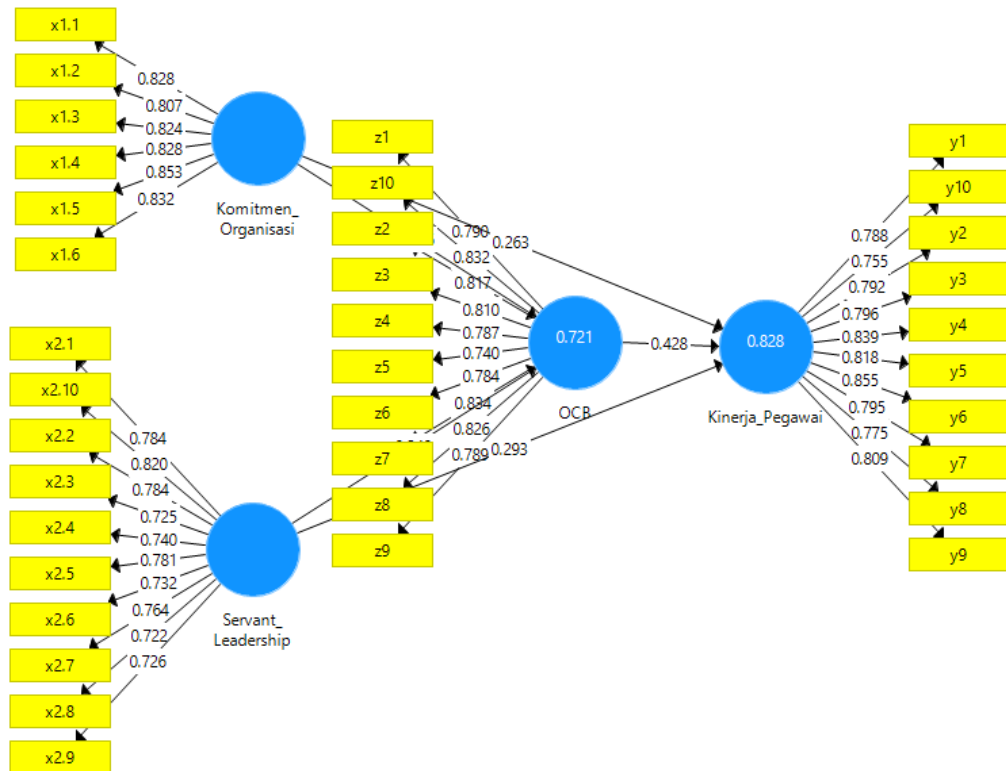 x1.1
x1.2
x1.3
x1.4
x1.5
x1.6
0.828
0.807
0.824
0.828
0.853
0.832
Komitmen_
Organisasi
x2.1
x2.10
x2.2
x2.3
x2.4
x2.5
x2.6
x2.7
x2.8
x2.9
0.784
0.820
0.784
0.725
0.740
0.781
0.732
0.764
0.722
0.726
Servant_
Leadership
z1
z10
z2
z3
z4
z5
z6
z7
z8
z9
0.790
0.832
0.817
0.810
0.787
0.740
0.784
0.834
0.826
0.789
0.721
OCB
0.263
0.428
0.293
0.828
Kinerja_Pegawai
0.788
0.755
0.792
0.796
0.839
0.818
0.855
0.795
0.775
0.809
y1
y10
y2
y3
y4
y5
y6
y7
y8
y9